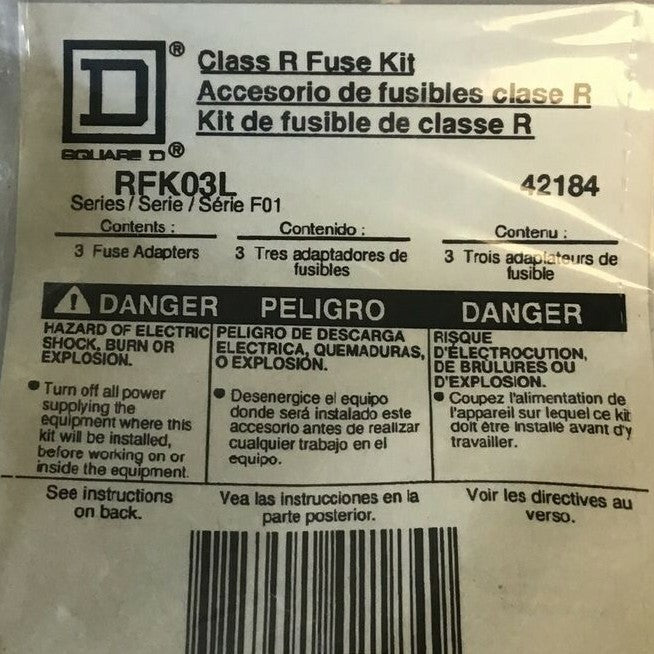 D ®
SQUARE D ®
Class R Fuse Kit
Accesorio de fusibles clase R
Kit de fusible de classe R
RFK03L 42184
Series / Serie / Série F01
Contents :
3 Fuse Adapters
Contenido :
3 Tres adaptadores de
fusibles
Contenu :
3 Trois adaptateurs de
fusible
DANGER PELIGRO DANGER
HAZARD OF ELECTRIC
SHOCK, BURN OR
EXPLOSION.
• Turn off all power
supplying the
equipment where this
kit will be installed,
before working on or
inside the equipment.
PELIGRO DE DESCARGA
ELECTRICA, QUEMADURAS,
O EXPLOSIÓN.
• Desenergice el equipo
donde será instalado este
accesorio antes de realizar
cualquier trabajo en el
equipo.
RISQUE
D'ÉLECTROCUTION,
DE BRÛLURES OU
D'EXPLOSION.
• Coupez l'alimentation de
l'appareil sur lequel ce kit
doit être installé avant d'y
travailler.
See instructions
on back.
Vea las instrucciones en la
parte posterior.
Voir les directives au
verso.